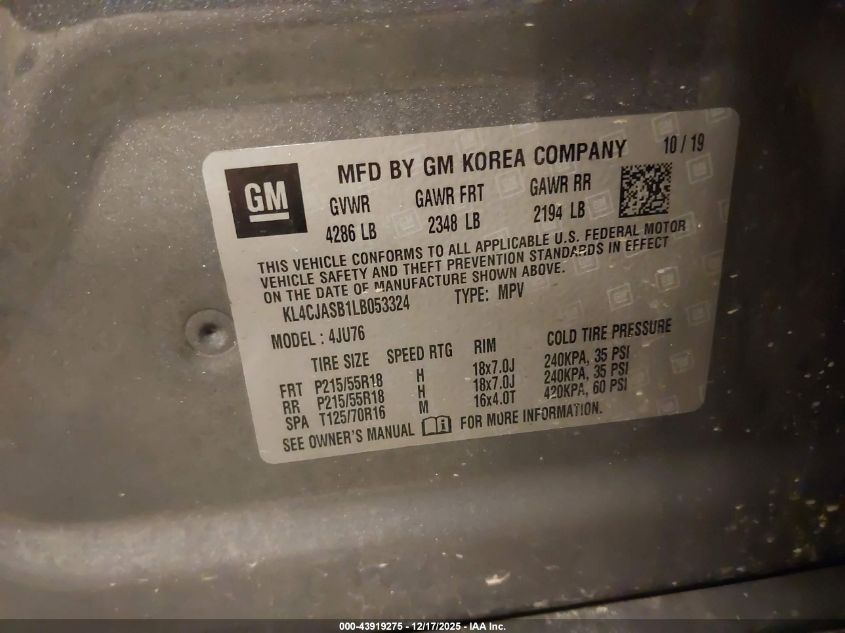 GM
MFD BY GM KOREA COMPANY 10 / 19
GVWR GAWR FRT GAWR RR
4286 LB 2348 LB 2194 LB
THIS VEHICLE CONFORMS TO ALL APPLICABLE U.S. FEDERAL MOTOR
VEHICLE SAFETY AND THEFT PREVENTION STANDARDS IN EFFECT
ON THE DATE OF MANUFACTURE SHOWN ABOVE.
KL4CJASB1LB053324 TYPE: MPV
MODEL : 4JU76
TIRE SIZE SPEED RTG RIM COLD TIRE PRESSURE
FRT P215/55R18 H 18x7.0J 240KPA, 35 PSI
RR P215/55R18 H 18x7.0J 240KPA, 35 PSI
SPA T125/70R16 M 16x4.0T 420KPA, 60 PSI
SEE OWNER'S MANUAL FOR MORE INFORMATION.
000-43919275 - 12/17/2025 - IAA Inc.